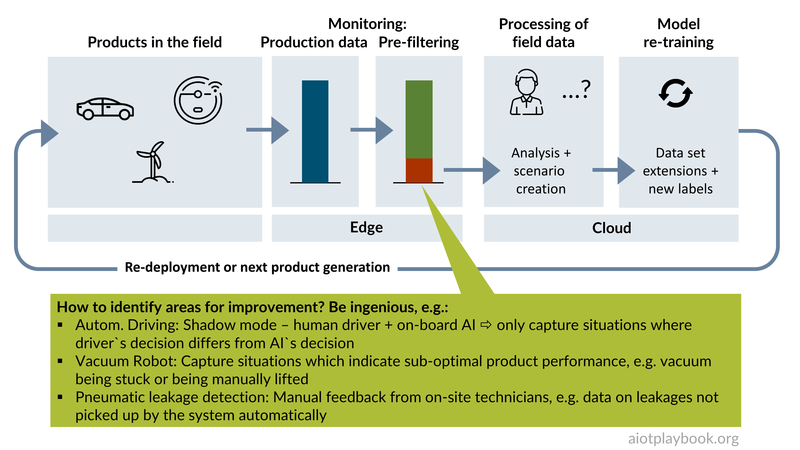 Products in the field
Monitoring:
Production data Pre-filtering
Processing of
field data
Model
re-training
...?
Analysis +
scenario
creation
Data set
extensions +
new labels
Edge
Cloud
Re-deployment or next product generation
How to identify areas for improvement? Be ingenious, e.g.:
▪ Autom. Driving: Shadow mode – human driver + on-board AI ⇨ only capture situations where
driver`s decision differs from AI`s decision
▪ Vacuum Robot: Capture situations which indicate sub-optimal product performance, e.g. vacuum
being stuck or being manually lifted
▪ Pneumatic leakage detection: Manual feedback from on-site technicians, e.g. data on leakages not
picked up by the system automatically
aiotplaybook.org